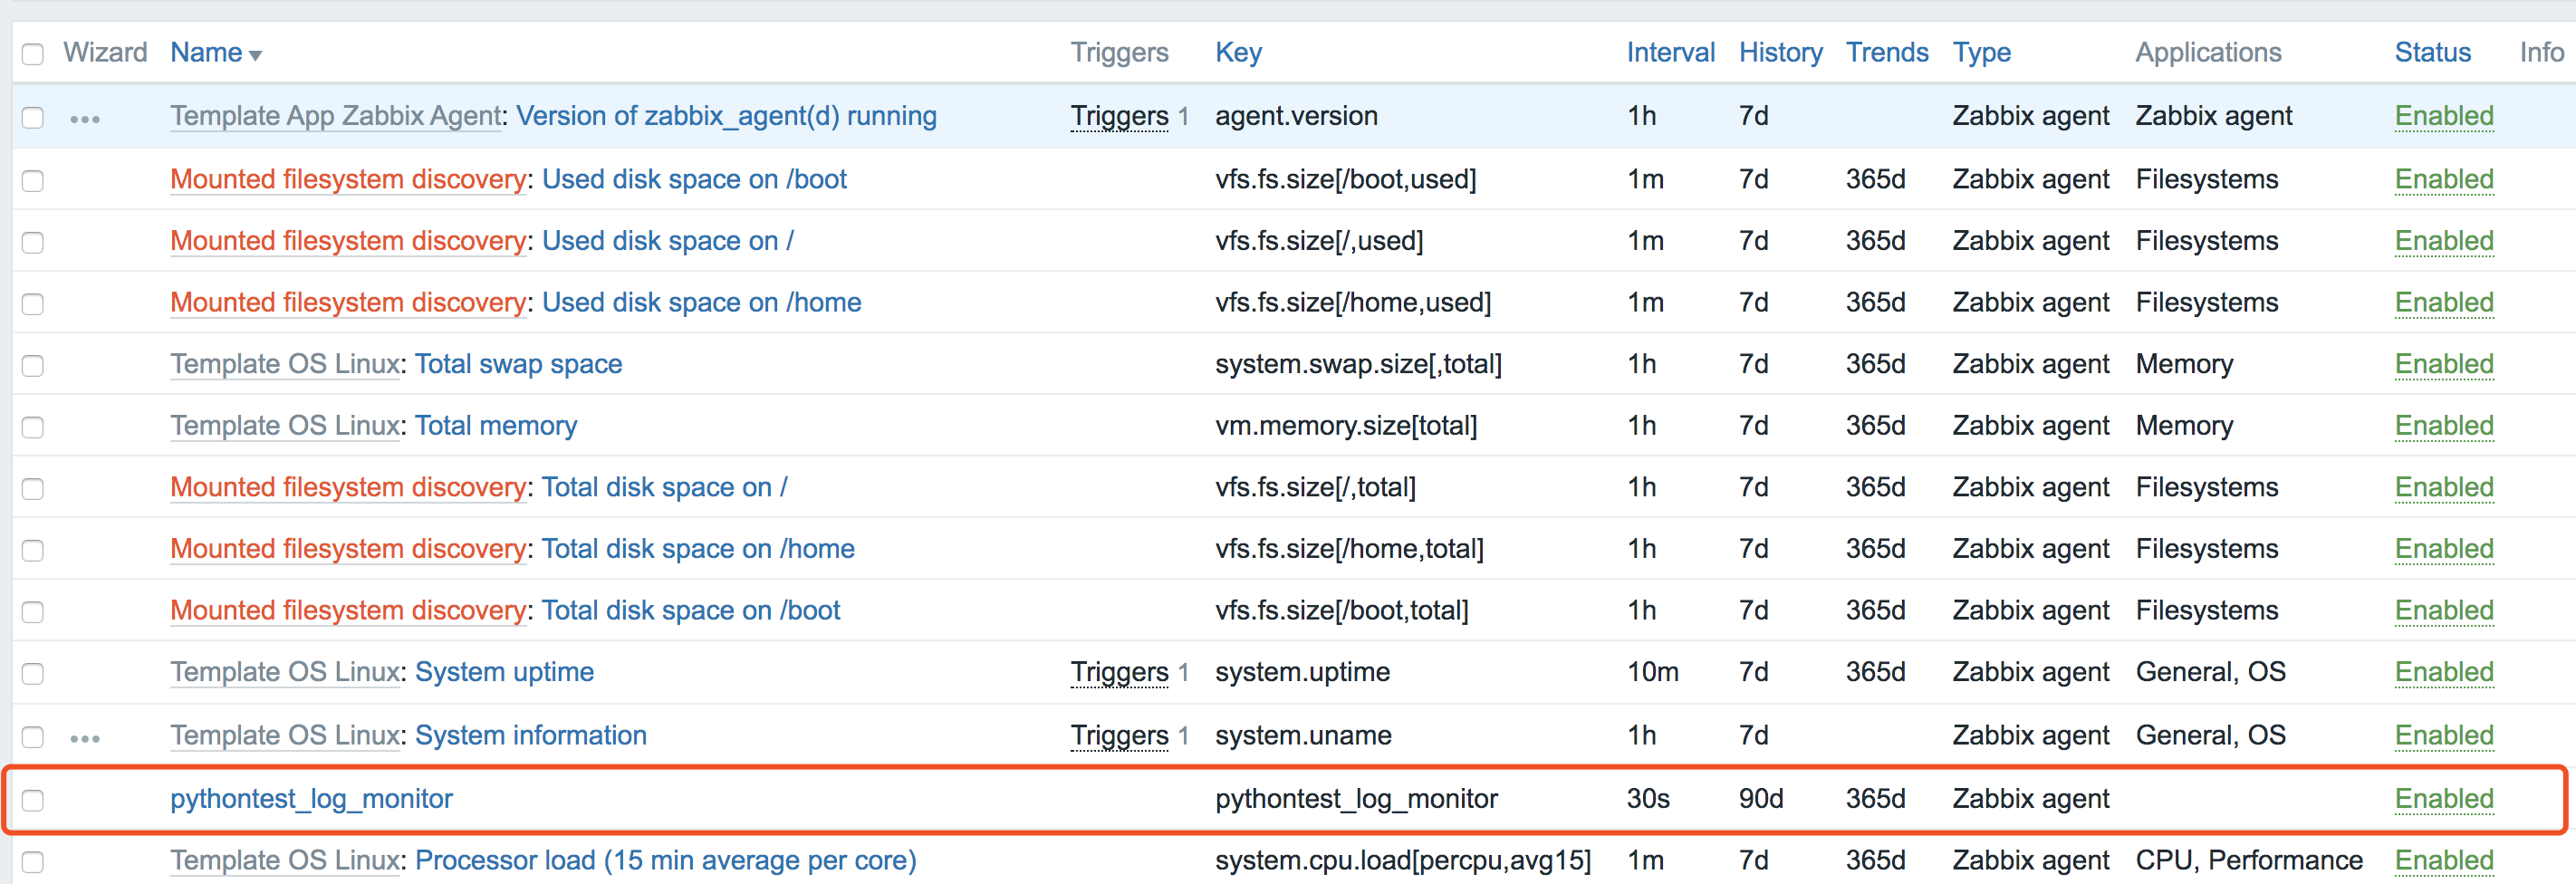 Wizard Name Triggers Key Interval History Trends Type Applications Status Info
Template App Zabbix Agent: Version of zabbix_agent(d) running Triggers 1 agent.version 1h 7d Zabbix agent Zabbix agent Enabled
Mounted filesystem discovery: Used disk space on /boot vfs.fs.size[/boot,used] 1m 7d 365d Zabbix agent Filesystems Enabled
Mounted filesystem discovery: Used disk space on / vfs.fs.size[/,used] 1m 7d 365d Zabbix agent Filesystems Enabled
Mounted filesystem discovery: Used disk space on /home vfs.fs.size[/home,used] 1m 7d 365d Zabbix agent Filesystems Enabled
Template OS Linux: Total swap space system.swap.size[,total] 1h 7d 365d Zabbix agent Memory Enabled
Template OS Linux: Total memory vm.memory.size[total] 1h 7d 365d Zabbix agent Memory Enabled
Mounted filesystem discovery: Total disk space on / vfs.fs.size[/,total] 1h 7d 365d Zabbix agent Filesystems Enabled
Mounted filesystem discovery: Total disk space on /home vfs.fs.size[/home,total] 1h 7d 365d Zabbix agent Filesystems Enabled
Mounted filesystem discovery: Total disk space on /boot vfs.fs.size[/boot,total] 1h 7d 365d Zabbix agent Filesystems Enabled
Template OS Linux: System uptime Triggers 1 system.uptime 10m 7d 365d Zabbix agent General, OS Enabled
Template OS Linux: System information Triggers 1 system.uname 1h 7d Zabbix agent General, OS Enabled
pythontest_log_monitor pythontest_log_monitor 30s 90d 365d Zabbix agent Enabled
Template OS Linux: Processor load (15 min average per core) system.cpu.load[percpu,avg15] 1m 7d 365d Zabbix agent CPU, Performance Enabled